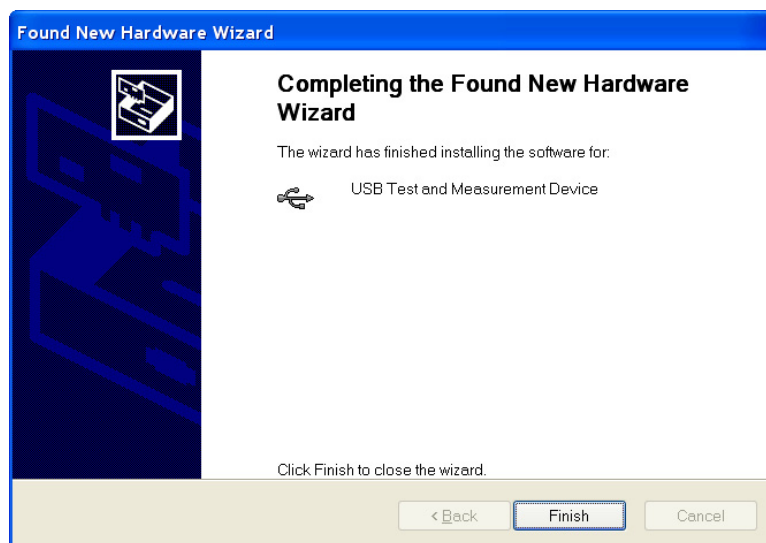 Found New Hardware Wizard
Completing the Found New Hardware
Wizard
The wizard has finished installing the software for:
USB Test and Measurement Device
Click Finish to close the wizard.
< Back
Finish
Cancel